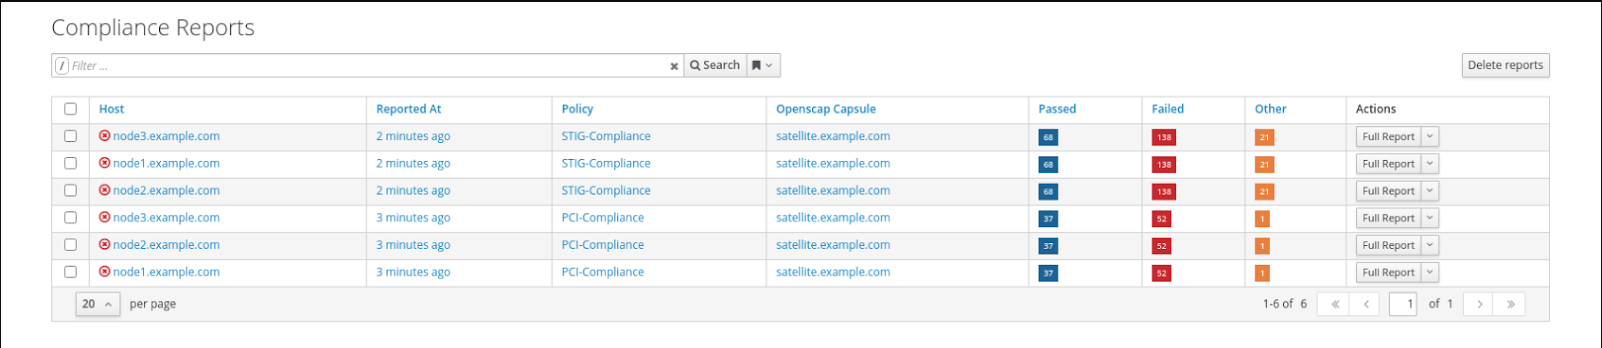 Compliance Reports
/ Filter ... × Search Delete reports
Host Reported At Policy Openscap Capsule Passed Failed Other Actions
node3.example.com 2 minutes ago STIG-Compliance satellite.example.com 68 138 21 Full Report
node1.example.com 2 minutes ago STIG-Compliance satellite.example.com 68 138 21 Full Report
node2.example.com 2 minutes ago STIG-Compliance satellite.example.com 68 138 21 Full Report
node3.example.com 3 minutes ago PCI-Compliance satellite.example.com 37 52 1 Full Report
node2.example.com 3 minutes ago PCI-Compliance satellite.example.com 37 52 1 Full Report
node1.example.com 3 minutes ago PCI-Compliance satellite.example.com 37 52 1 Full Report
20 per page 1-6 of 6 « ‹ 1 of 1 › »